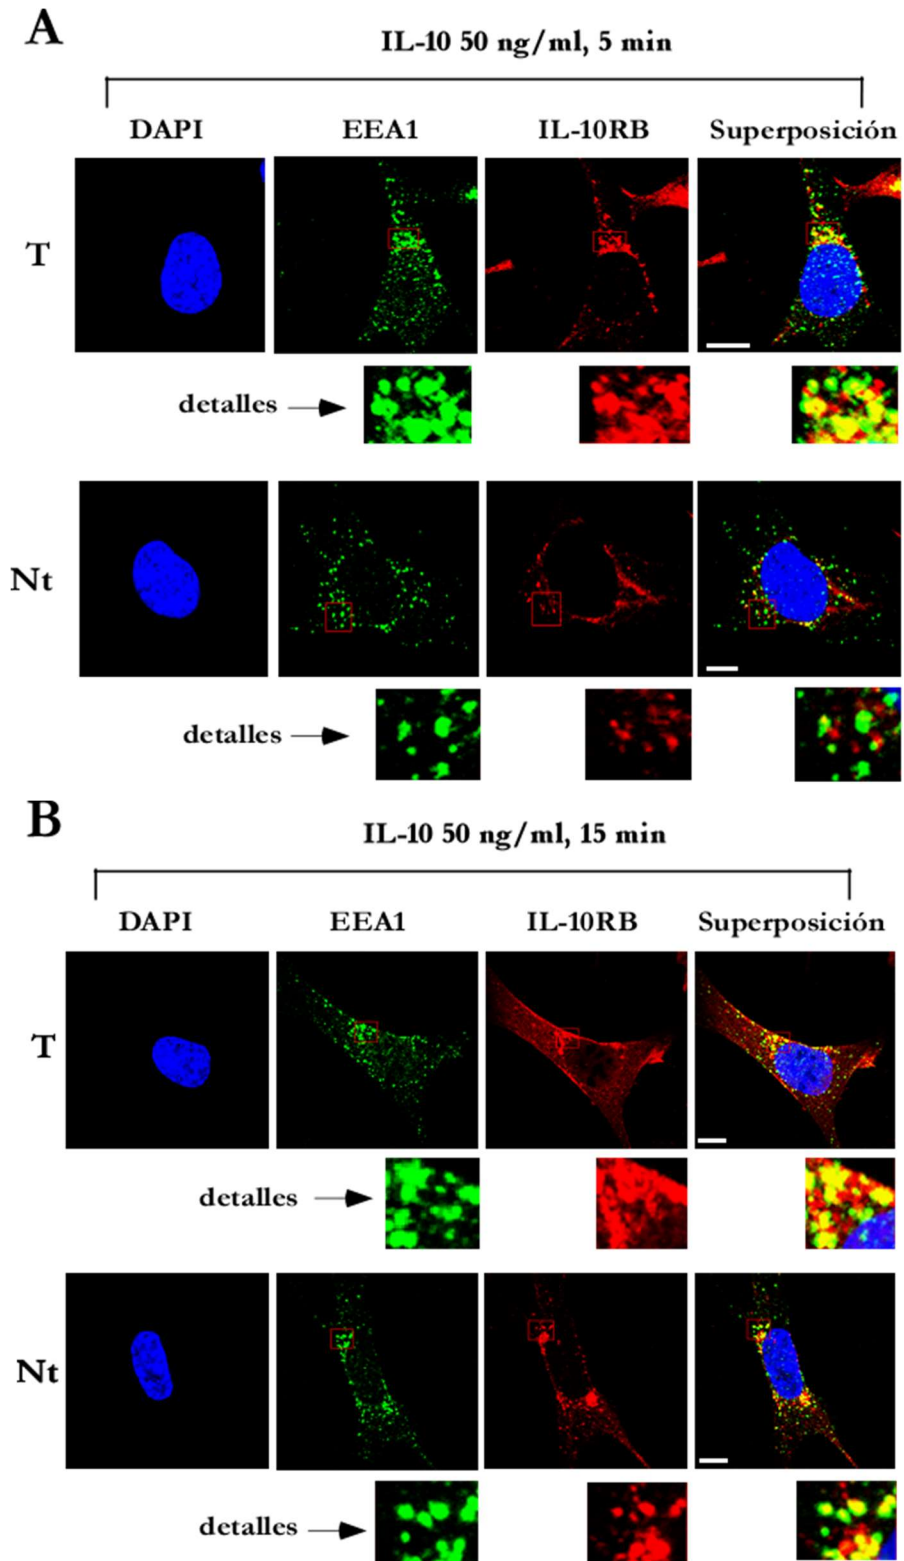 A
IL-10 50 ng/ml, 5 min
DAPI EEA1 IL-10RB Superposición
T
detalles
Nt
detalles
B
IL-10 50 ng/ml, 15 min
DAPI EEA1 IL-10RB Superposición
T
detalles
Nt
detalles